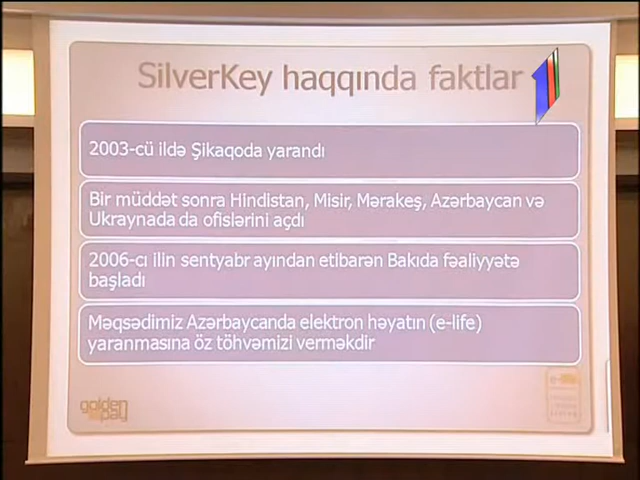 SilverKey haqqında faktlar
2003-cü ildə Şikaqoda yarandı
Bir müddət sonra Hindistan, Misir, Mərakeş, Azərbaycan və
Ukraynada da ofislərini açdı
2006-cı ilin sentyabr ayından etibarən Bakıda fəaliyyətə
başladı
Məqsədimiz Azərbaycanda elektron həyatın (e-life)
yaranmasına öz töhvəmizi verməkdir
golden
pay